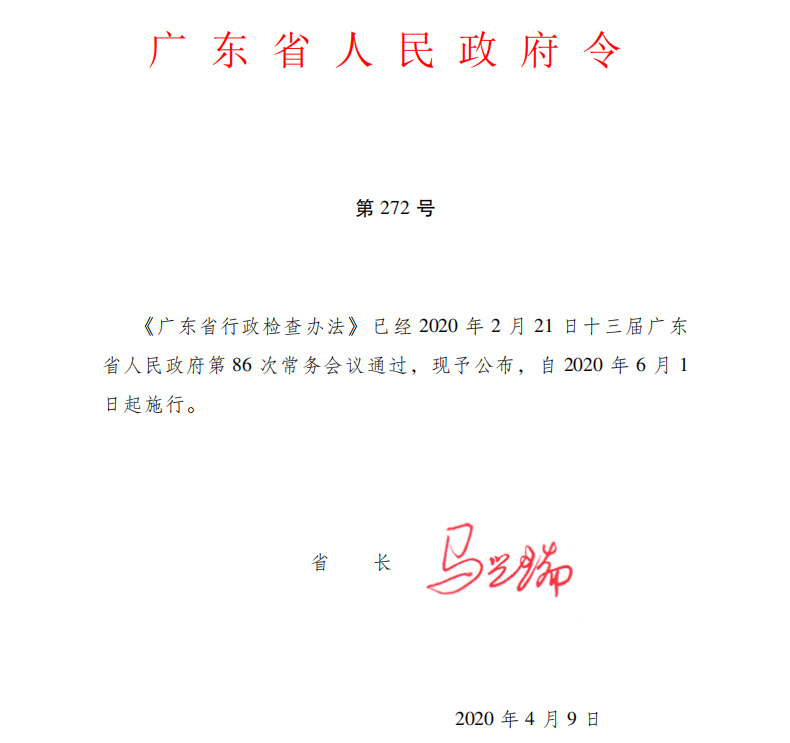 广东省人民政府令
第 272 号
《广东省行政检查办法》已经 2020 年 2 月 21 日十三届广东
省人民政府第 86 次常务会议通过，现予公布，自 2020 年 6 月 1
日起施行。
省 长 马兴瑞
2020 年 4 月 9 日